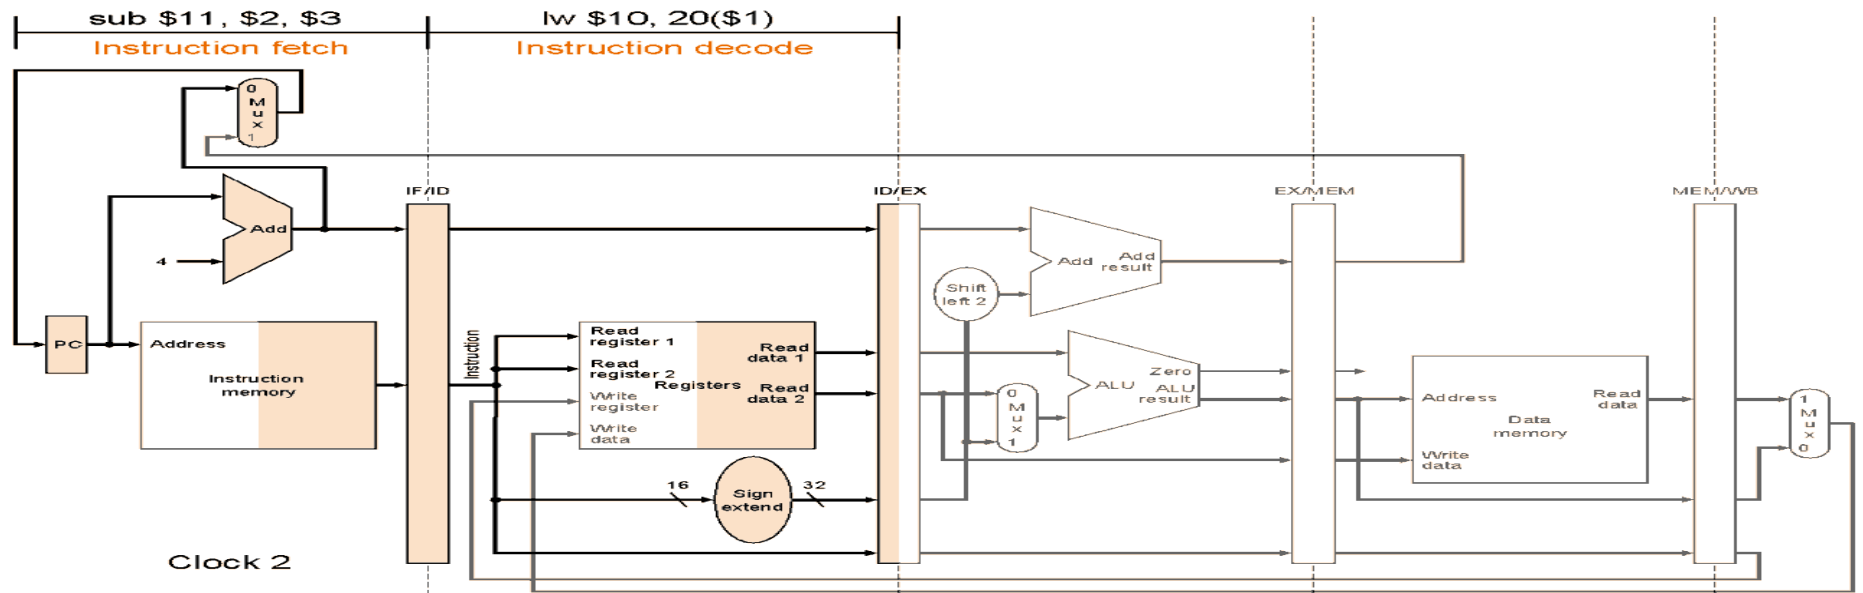 sub $11, $2, $3
lw $10, 20($1)
Instruction fetch
Instruction decode
0
M
u
x
1
IF/ID
ID/EX
EX/MEM
MEM/WB
Add
4
Add
Add
result
Shift
left 2
PC
Address
Instruction
memory
Instruction
Read
register 1
Read
register 2
Write
register
Write
data
Registers
Read
data 1
Read
data 2
0
M
u
x
1
Zero
ALU
ALU
result
Address
Write
data
Read
data
Data
memory
1
M
u
x
0
16
Sign
extend
32
Clock 2